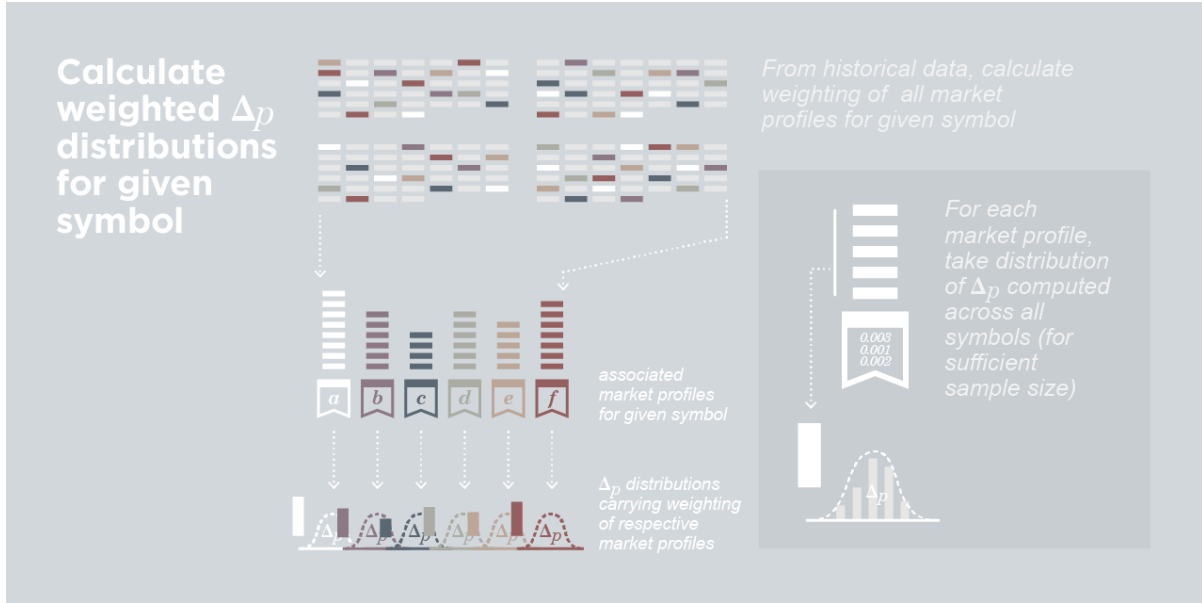 Calculate
weighted Δp
distributions
for given
symbol
From historical data, calculate
weighting of all market
profiles for given symbol
For each
market profile,
take distribution
of Δp computed
across all
symbols (for
sufficient
sample size)
0.003
0.001
0.002
a b c d e f
associated
market profiles
for given symbol
Δp Δp Δp Δp Δp Δp
Δp distributions
carrying weighting
of respective
market profiles
Δp